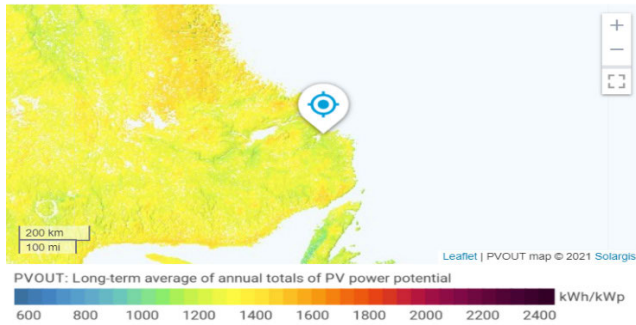 +
−
200 km
100 mi
Leaflet | PVOUT map © 2021 Solargis
PVOUT: Long-term average of annual totals of PV power potential
kWh/kWp
600 800 1000 1200 1400 1600 1800 2000 2200 2400